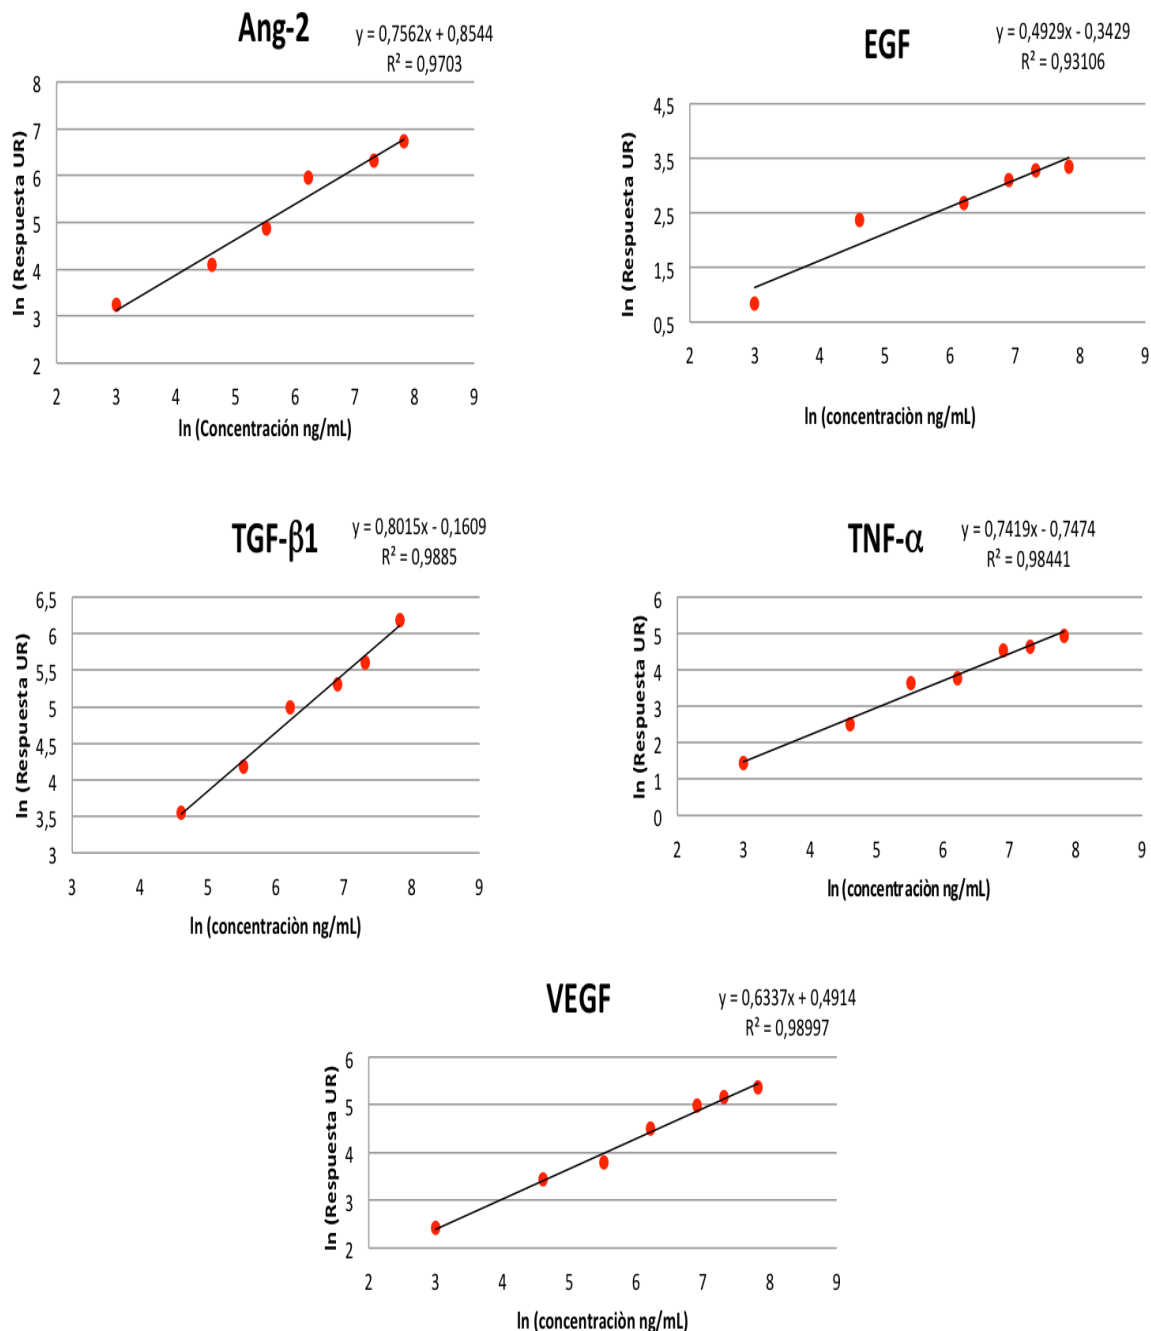 Ang-2
y = 0,7562x + 0,8544
R² = 0,9703
ln (Respuesta UR)
8
7
6
5
4
3
2
2 3 4 5 6 7 8 9
ln (Concentración ng/mL)
EGF
y = 0,4929x - 0,3429
R² = 0,93106
ln (Respuesta UR)
4,5
3,5
2,5
1,5
0,5
2 3 4 5 6 7 8 9
ln (concentraciòn ng/mL)
TGF-β1
y = 0,8015x - 0,1609
R² = 0,9885
ln (Respuesta UR)
6,5
6
5,5
5
4,5
4
3,5
3
3 4 5 6 7 8 9
ln (concentraciòn ng/mL)
TNF-α
y = 0,7419x - 0,7474
R² = 0,98441
ln (Respuesta UR)
6
5
4
3
2
1
0
2 3 4 5 6 7 8 9
ln (concentraciòn ng/mL)
VEGF
y = 0,6337x + 0,4914
R² = 0,98997
ln (Respuesta UR)
6
5
4
3
2
2 3 4 5 6 7 8 9
ln (concentraciòn ng/mL)